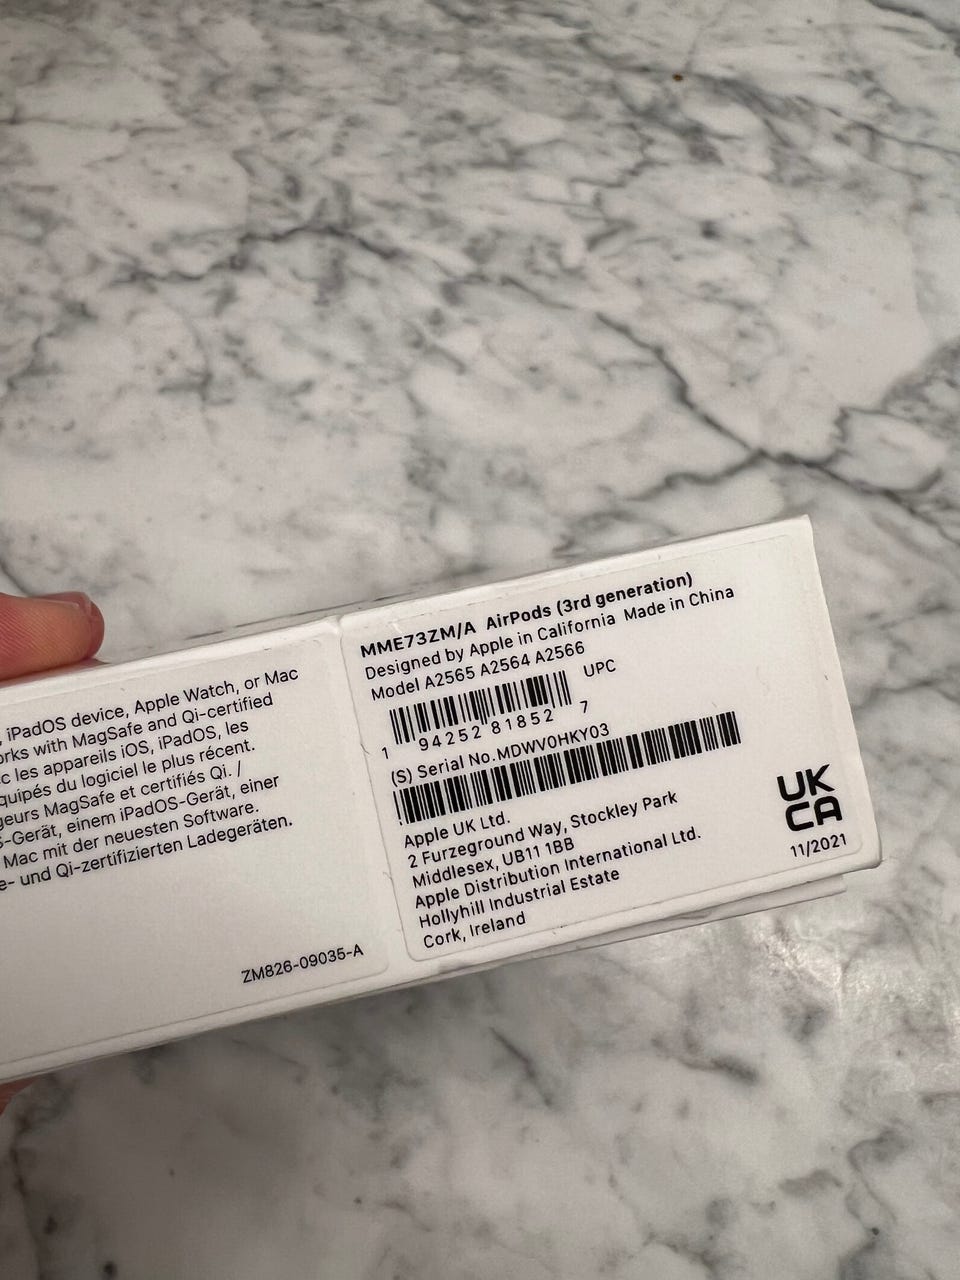 , iPadOS device, Apple Watch, or Mac
orks with MagSafe and Qi-certified
c les appareils iOS, iPadOS, les
quipés du logiciel le plus récent.
geurs MagSafe et certifiés Qi. /
S-Gerät, einem iPadOS-Gerät, einer
Mac mit der neuesten Software.
e- und Qi-zertifizierten Ladegeräten.
ZM826-09035-A
MME73ZM/A AirPods (3rd generation)
Designed by Apple in California Made in China
Model A2565 A2564 A2566
UPC
1 94252 81852 7
(S) Serial No.MDWV0HKY03
Apple UK Ltd.
2 Furzeground Way, Stockley Park
Middlesex, UB11 1BB
Apple Distribution International Ltd.
Hollyhill Industrial Estate
Cork, Ireland
UK
CA
11/2021